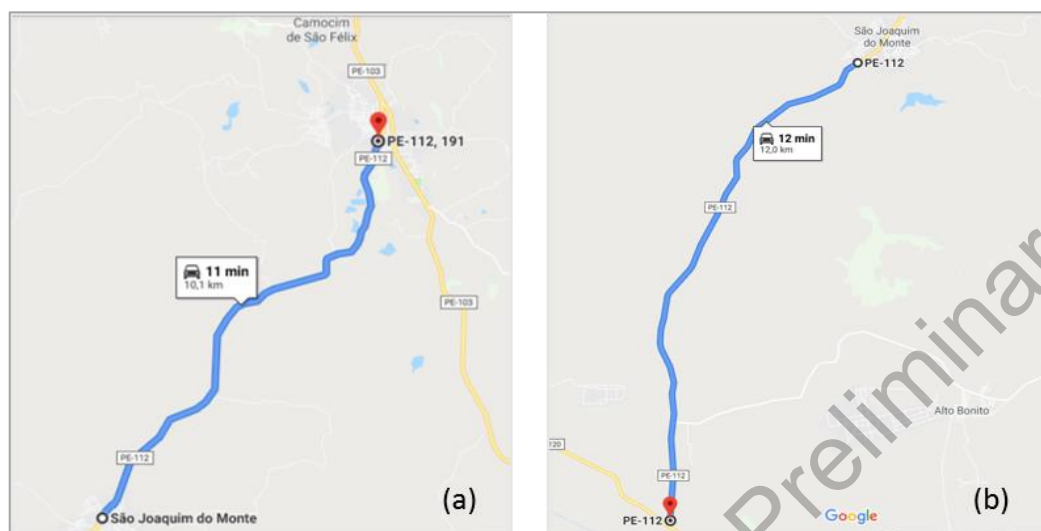 Camocim
de São Félix
PE-103
PE-112, 191
PE-112
11 min
10,1 km
PE-103
PE-112
São Joaquim do Monte
(a)
São Joaquim
do Monte
PE-112
12 min
12,0 km
PE-112
Alto Bonito
120
PE-112
PE-112
Google
(b)
Preliminar